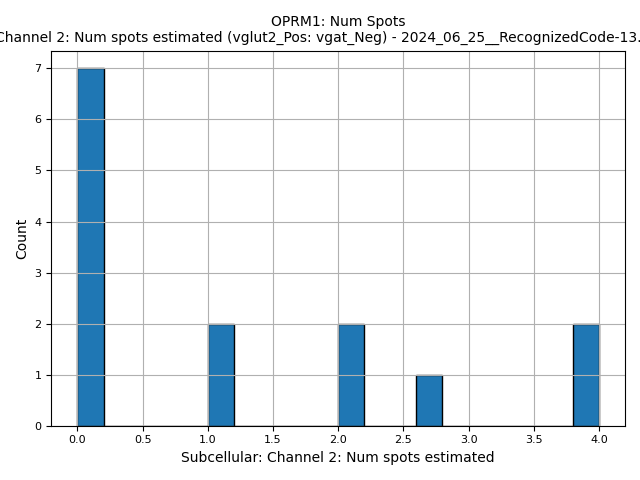 OPRM1: Num Spots
Channel 2: Num spots estimated (vglut2_Pos: vgat_Neg) - 2024_06_25__RecognizedCode-13.
7
6
5
4
3
2
1
0
Count
0.0 0.5 1.0 1.5 2.0 2.5 3.0 3.5 4.0
Subcellular: Channel 2: Num spots estimated